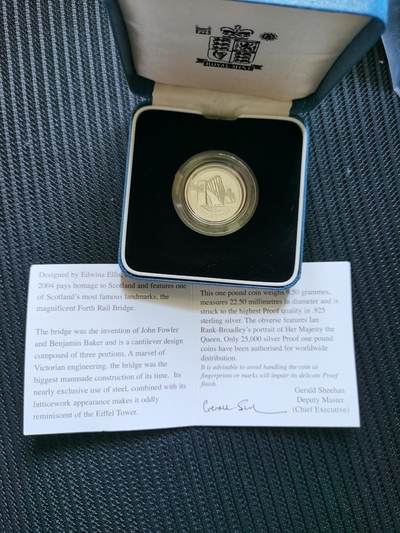 ROYAL MINT
Designed by Edwina
2004 pays homage to Scotland and features one
of Scotland's most famous landmarks, the
magnificent Forth Rail Bridge.
The bridge was the invention of John Fowler
and Benjamin Baker and is a cantilever design
composed of three portions. A marvel of
Victorian engineering, the bridge was the
biggest manmade construction of its time. Its
nearly exclusive use of steel, combined with its
latticework appearance makes it oddly
reminiscent of the Eiffel Tower.
This one pound coin weighs 9.50 grammes,
measures 22.50 millimetres in diameter and is
struck to the highest Proof quality in .925
sterling silver. The obverse features Ian
Rank-Broadley's portrait of Her Majesty the
Queen. Only 25,000 silver Proof one pound
coins have been authorised for worldwide
distribution.
It is advisable to avoid handling the coin as
fingerprints or marks will impair its delicate Proof
finish.
Gerald Sheehan
Deputy Master
(Chief Executive)